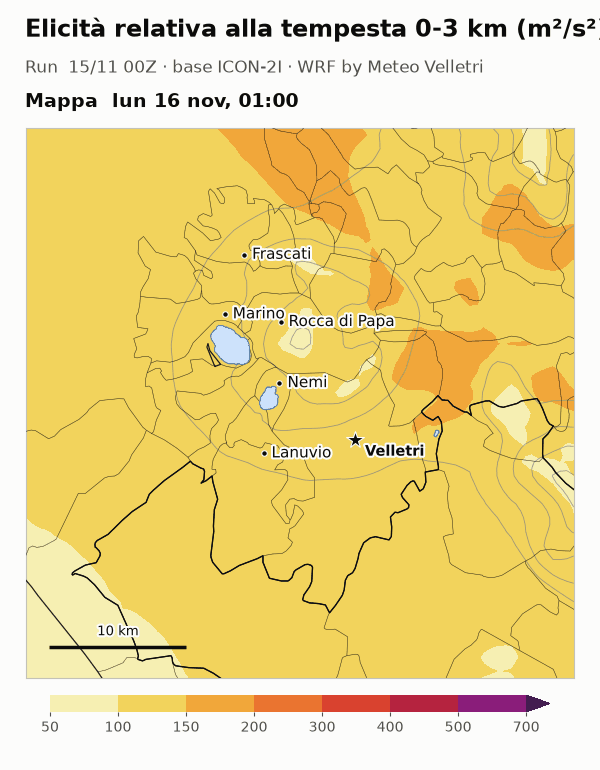 Elicità relativa alla tempesta 0-3 km (m²/s²)
Run  15/11 00Z · base ICON-2I · WRF by Meteo Velletri
Mappa  lun 16 nov, 01:00
Frascati
Marino
Rocca di Papa
Nemi
Lanuvio
Velletri
10 km
50 100 150 200 300 400 500 700